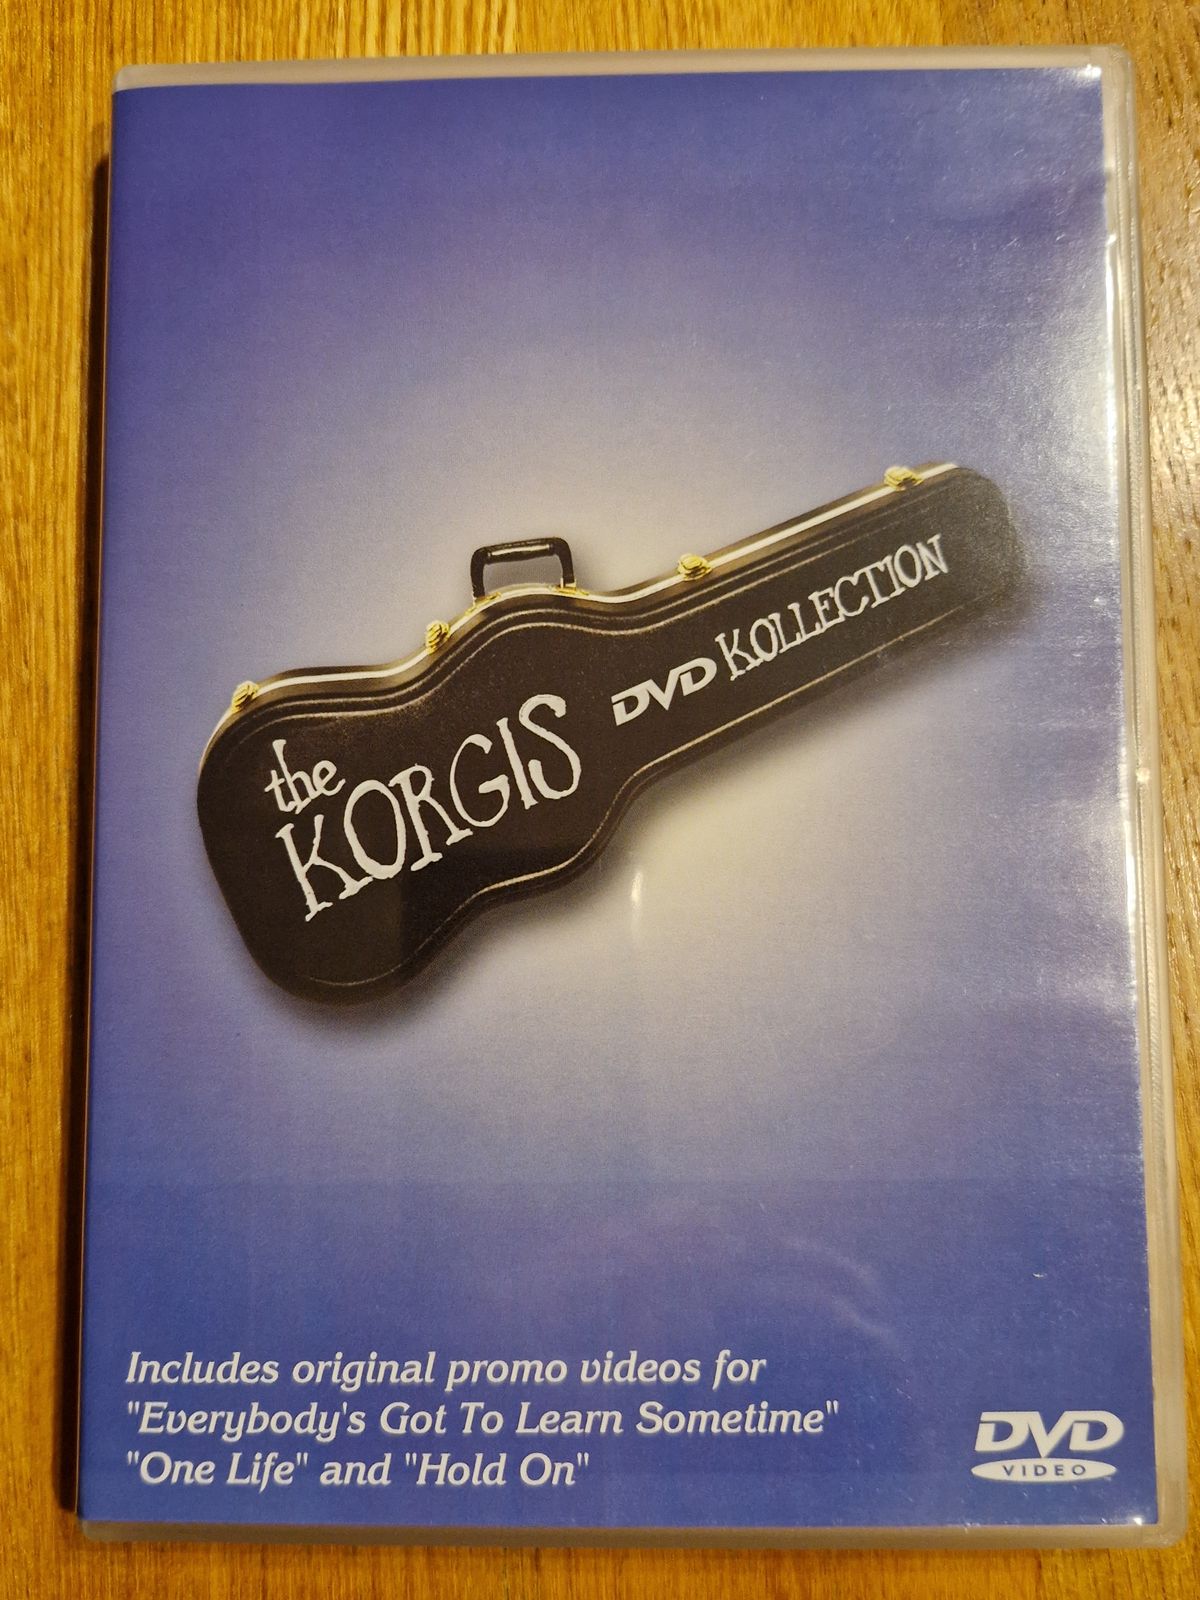 the
KORGIS
DVD KOLLECTION
Includes original promo videos for
"Everybody's Got To Learn Sometime"
"One Life" and "Hold On"
DVD
VIDEO